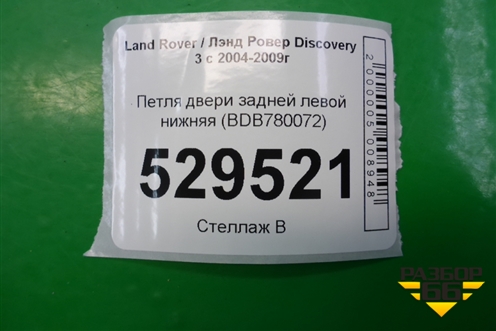 Land Rover / Лэнд Ровер Discovery
3 с 2004-2009г
Петля двери задней левой
нижняя (BDB780072)
529521
Стеллаж В
2000005008948
РАЗБОР
66